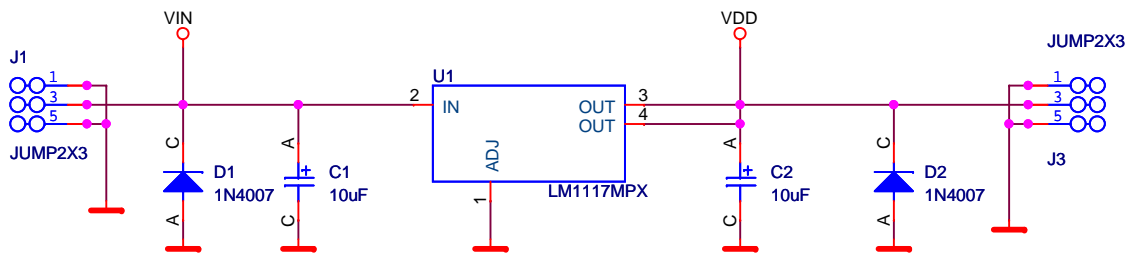 VIN
VDD
J1
JUMP2X3
1
3
5
JUMP2X3
C
D1
1N4007
A
A
C1
10uF
C
U1
2
IN
OUT
3
OUT
4
ADJ
LM1117MPX
1
A
C2
10uF
C
C
D2
1N4007
A
1
3
5
J3